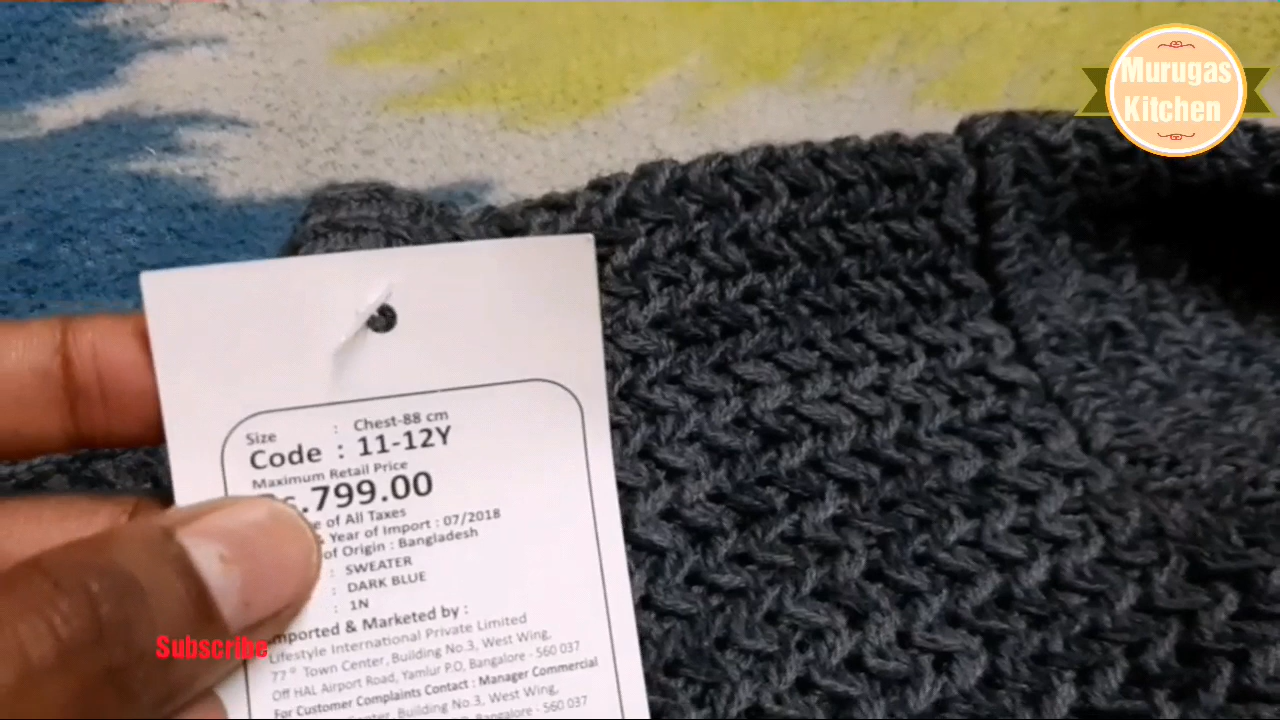 Murugas
Kitchen
Size : Chest-88 cm
Code : 11-12Y
Maximum Retail Price
.799.00
of All Taxes
& Year of Import : 07/2018
of Origin : Bangladesh
: SWEATER
: DARK BLUE
: 1N
Imported & Marketed by :
Lifestyle International Private Limited
77° Town Center, Building No.3, West Wing,
Off HAL Airport Road, Yamlur P.O, Bangalore - 560 037
For Customer Complaints Contact : Manager Commercial
Building No.3, West Wing,
Bangalore - 560 037
Subscribe